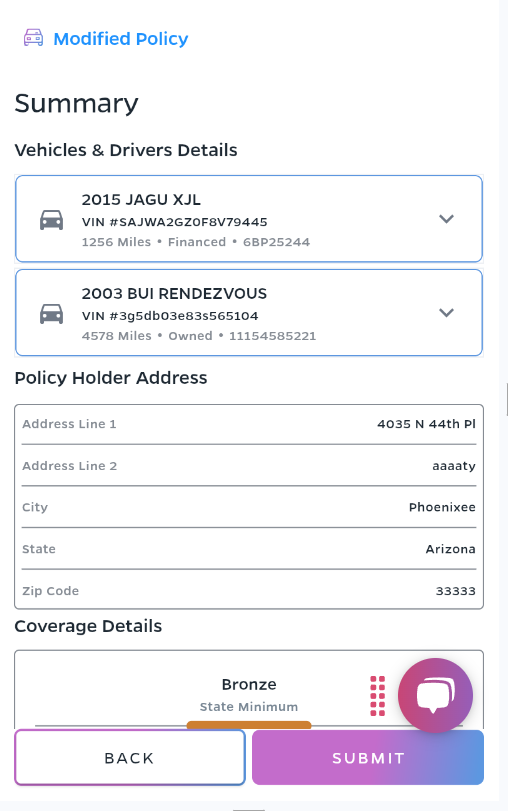 Modified Policy
Summary
Vehicles & Drivers Details
2015 JAGU XJL
VIN #SAJWA2GZ0F8V79445
1256 Miles • Financed • 6BP25244
2003 BUI RENDEZVOUS
VIN #3g5db03e83s565104
4578 Miles • Owned • 11154585221
Policy Holder Address
Address Line 1 4035 N 44th Pl
Address Line 2 aaaaty
City Phoenixee
State Arizona
Zip Code 33333
Coverage Details
Bronze
State Minimum
BACK SUBMIT